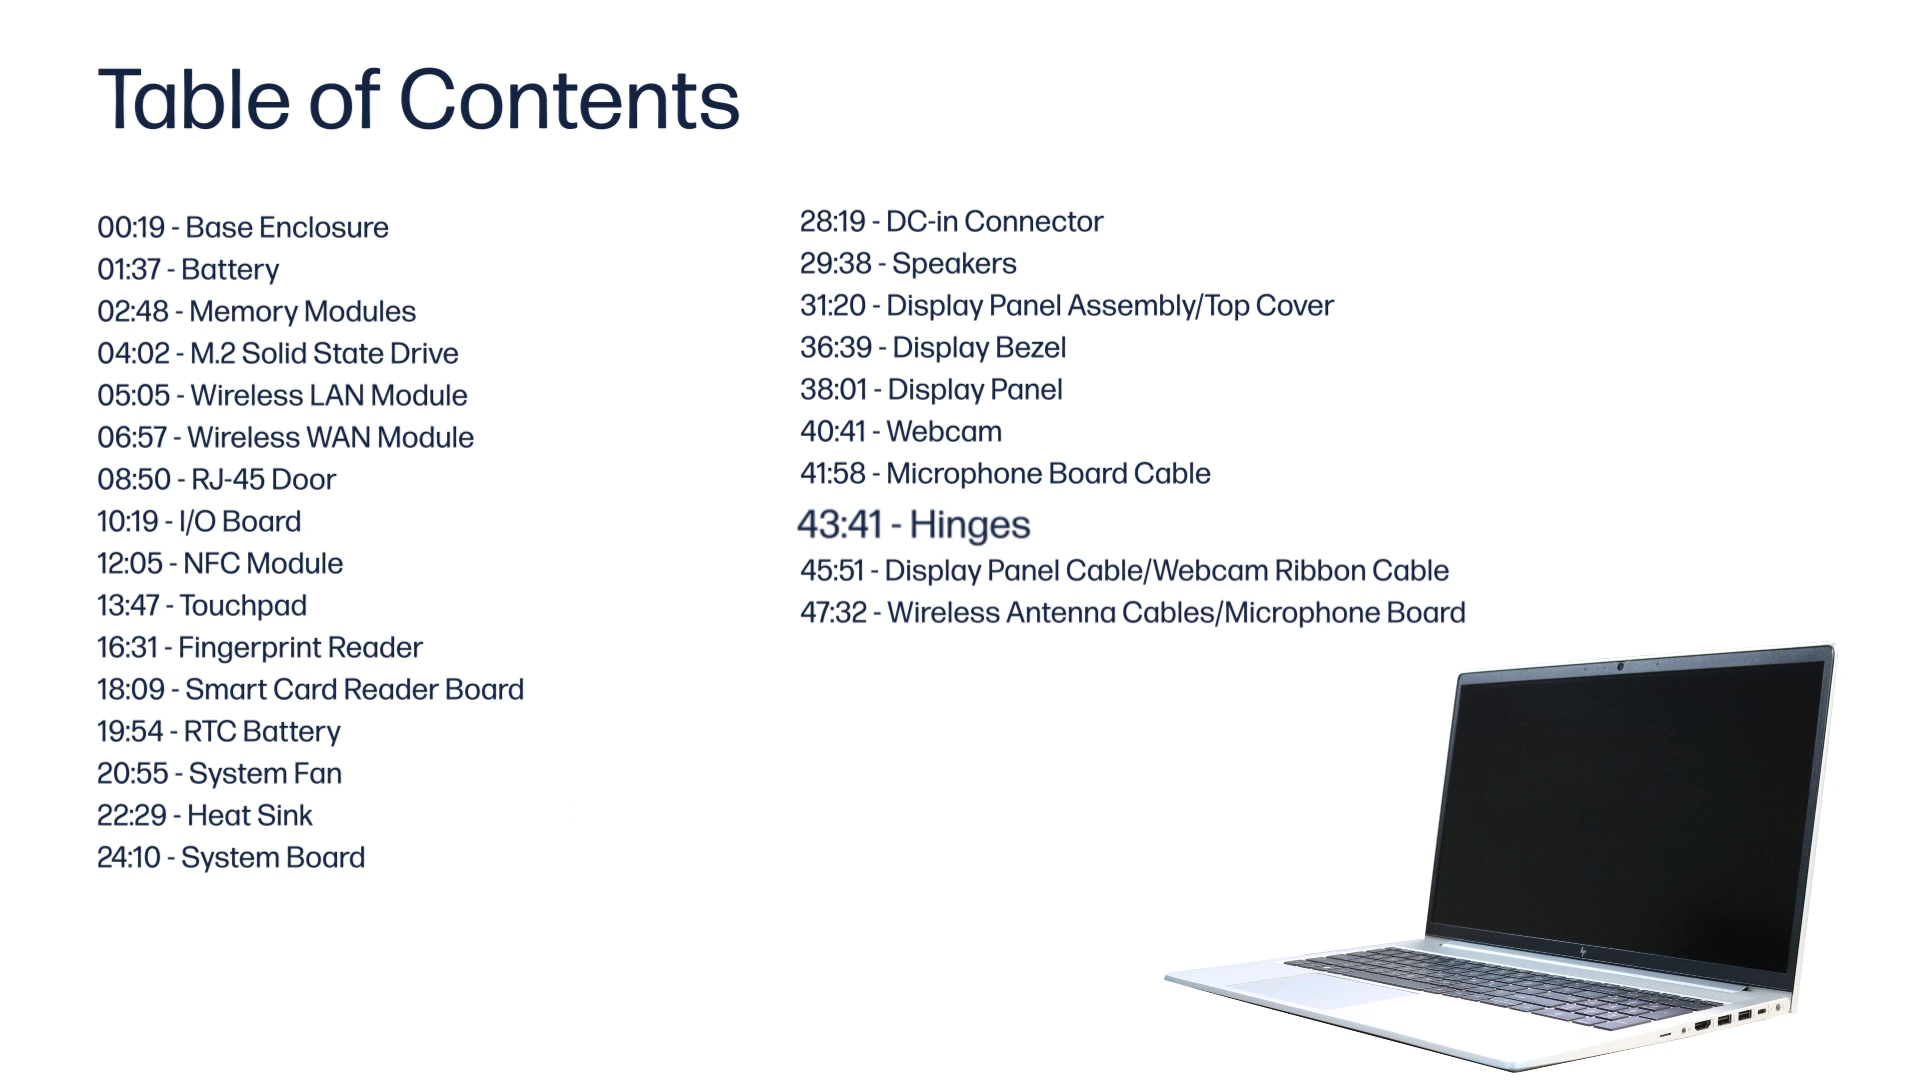 Table of Contents
00:19 - Base Enclosure
01:37 - Battery
02:48 - Memory Modules
04:02 - M.2 Solid State Drive
05:05 - Wireless LAN Module
06:57 - Wireless WAN Module
08:50 - RJ-45 Door
10:19 - I/O Board
12:05 - NFC Module
13:47 - Touchpad
16:31 - Fingerprint Reader
18:09 - Smart Card Reader Board
19:54 - RTC Battery
20:55 - System Fan
22:29 - Heat Sink
24:10 - System Board
28:19 - DC-in Connector
29:38 - Speakers
31:20 - Display Panel Assembly/Top Cover
36:39 - Display Bezel
38:01 - Display Panel
40:41 - Webcam
41:58 - Microphone Board Cable
43:41 - Hinges
45:51 - Display Panel Cable/Webcam Ribbon Cable
47:32 - Wireless Antenna Cables/Microphone Board
hp